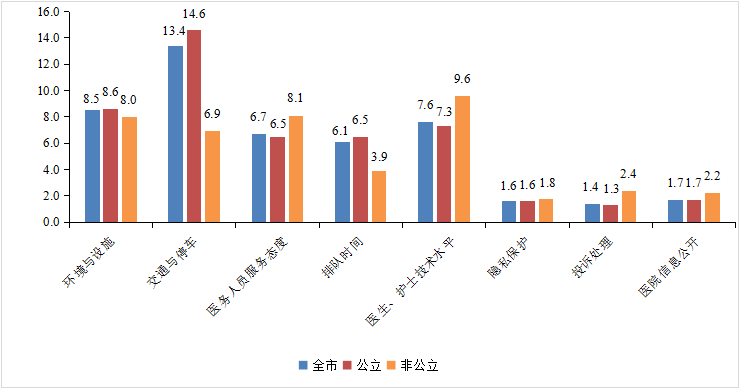 16.0
14.0
12.0
10.0
8.0
6.0
4.0
2.0
0.0
8.5 8.6 8.0
13.4 14.6 6.9
6.7 6.5 8.1
6.1 6.5 3.9
7.6 7.3 9.6
1.6 1.6 1.8
1.4 1.3 2.4
1.7 1.7 2.2
环境与设施
交通与停车
医务人员服务态度
排队时间
医生、护士技术水平
隐私保护
投诉处理
医院信息公开
全市 公立 非公立